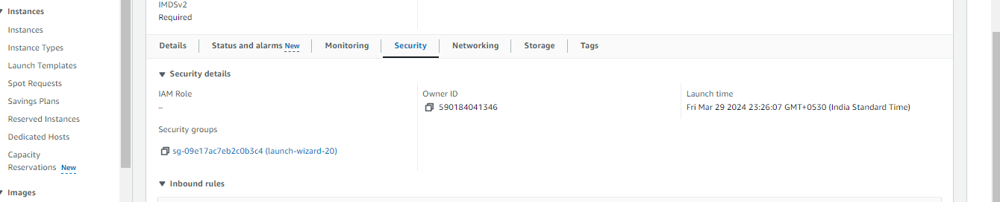 Instances
Instances
Instance Types
Launch Templates
Spot Requests
Savings Plans
Reserved Instances
Dedicated Hosts
Capacity
Reservations New
Images
IMDSv2
Required
Details Status and alarms New Monitoring Security Networking Storage Tags
Security details
IAM Role
–
Owner ID
590184041346
Launch time
Fri Mar 29 2024 23:26:07 GMT+0530 (India Standard Time)
Security groups
sg-09e17ac7eb2c0b3c4 (launch-wizard-20)
Inbound rules